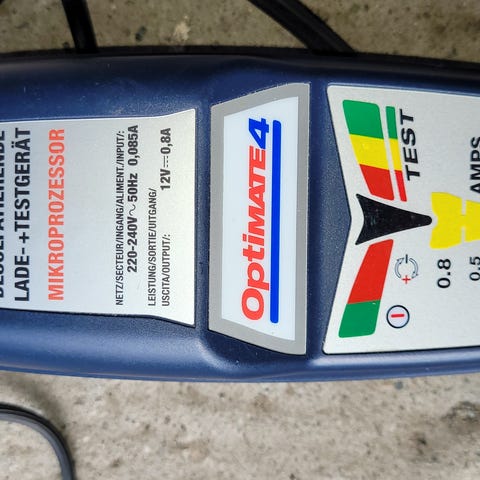 LADE-+TESTGERÄT
MIKROPROZESSOR
NETZ/SECTEUR/INGANG/ALIMENT./INPUT/:
220-240V~50Hz 0,085A
LEISTUNG/SORTIE/UITGANG/
USCITA/OUTPUT/: 12V⎓0,8A
OptiMATE4
TEST
AMPS
0.8
0.5